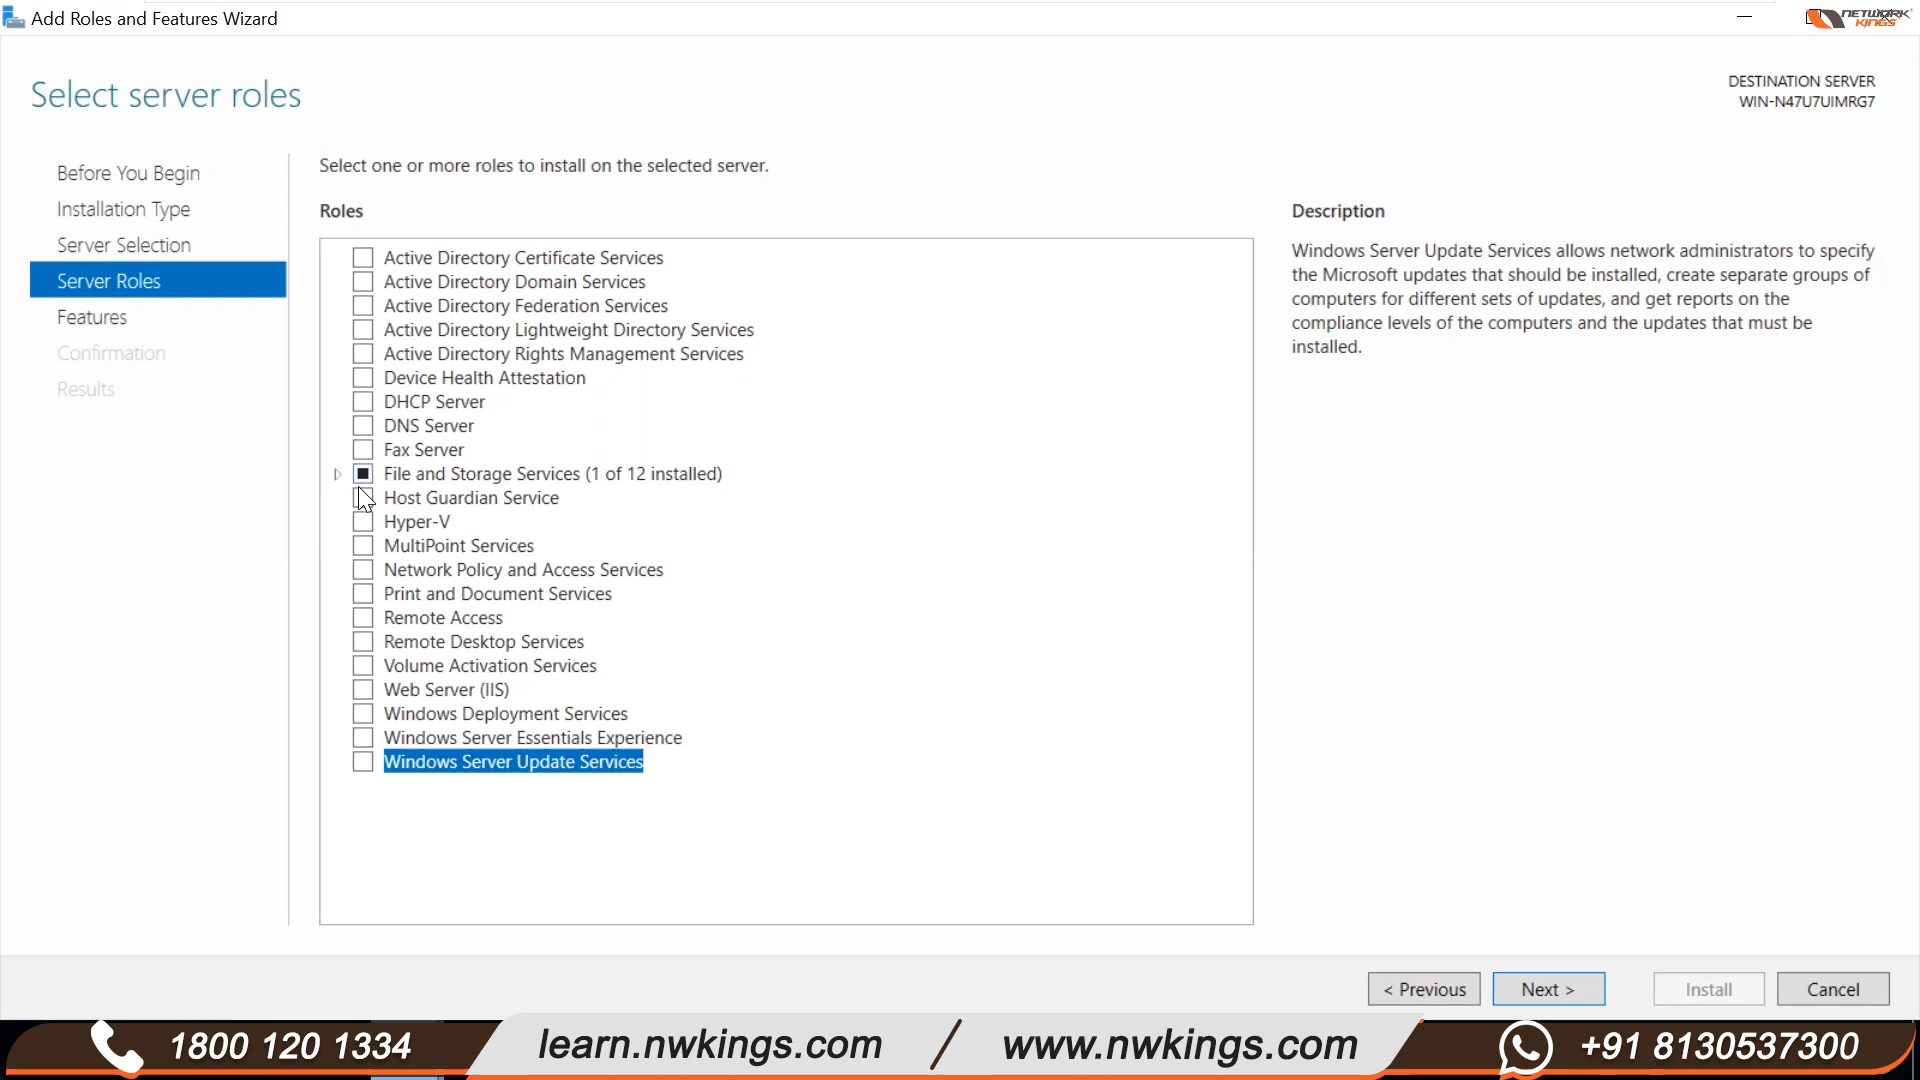 Add Roles and Features Wizard
NETWORK
KINGS
Select server roles
DESTINATION SERVER
WIN-N47U7UIMRG7
Before You Begin
Installation Type
Server Selection
Server Roles
Features
Confirmation
Results
Select one or more roles to install on the selected server.
Roles
Active Directory Certificate Services
Active Directory Domain Services
Active Directory Federation Services
Active Directory Lightweight Directory Services
Active Directory Rights Management Services
Device Health Attestation
DHCP Server
DNS Server
Fax Server
File and Storage Services (1 of 12 installed)
Host Guardian Service
Hyper-V
MultiPoint Services
Network Policy and Access Services
Print and Document Services
Remote Access
Remote Desktop Services
Volume Activation Services
Web Server (IIS)
Windows Deployment Services
Windows Server Essentials Experience
Windows Server Update Services
Description
Windows Server Update Services allows network administrators to specify
the Microsoft updates that should be installed, create separate groups of
computers for different sets of updates, and get reports on the
compliance levels of the computers and the updates that must be
installed.
< Previous
Next >
Install
Cancel
1800 120 1334
learn.nwkings.com / www.nwkings.com
+91 8130537300